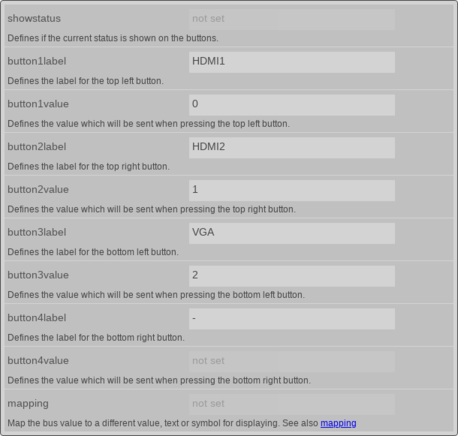 showstatus not set
Defines if the current status is shown on the buttons.
button1label HDMI1
Defines the label for the top left button.
button1value 0
Defines the value which will be sent when pressing the top left button.
button2label HDMI2
Defines the label for the top right button.
button2value 1
Defines the value which will be sent when pressing the top right button.
button3label VGA
Defines the label for the bottom left button.
button3value 2
Defines the value which will be sent when pressing the bottom left button.
button4label -
Defines the label for the bottom right button.
button4value not set
Defines the value which will be sent when pressing the bottom right button.
mapping not set
Map the bus value to a different value, text or symbol for displaying. See also mapping